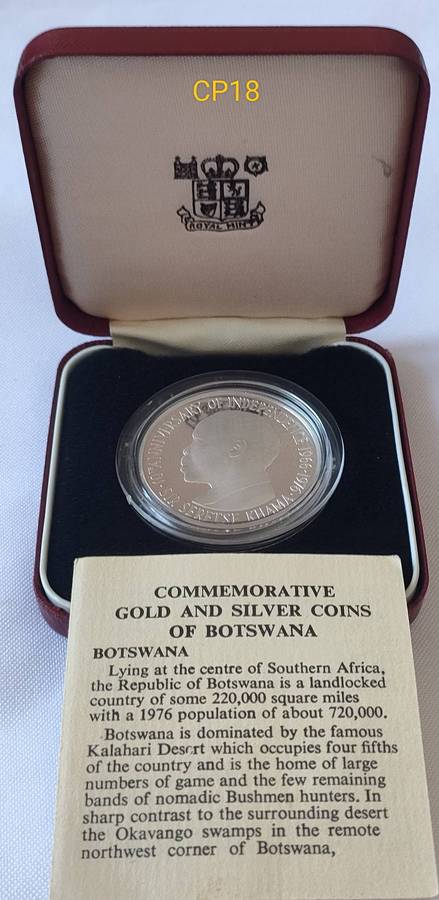 CP18
ROYAL MINT
10TH ANNIVERSARY OF INDEPENDENCE 1966-1976
· SIR SERETSE KHAMA ·
COMMEMORATIVE
GOLD AND SILVER COINS
OF BOTSWANA
BOTSWANA
Lying at the centre of Southern Africa,
the Republic of Botswana is a landlocked
country of some 220,000 square miles
with a 1976 population of about 720,000.
Botswana is dominated by the famous
Kalahari Desert which occupies four fifths
of the country and is the home of large
numbers of game and the few remaining
bands of nomadic Bushmen hunters. In
sharp contrast to the surrounding desert
the Okavango swamps in the remote
northwest corner of Botswana,